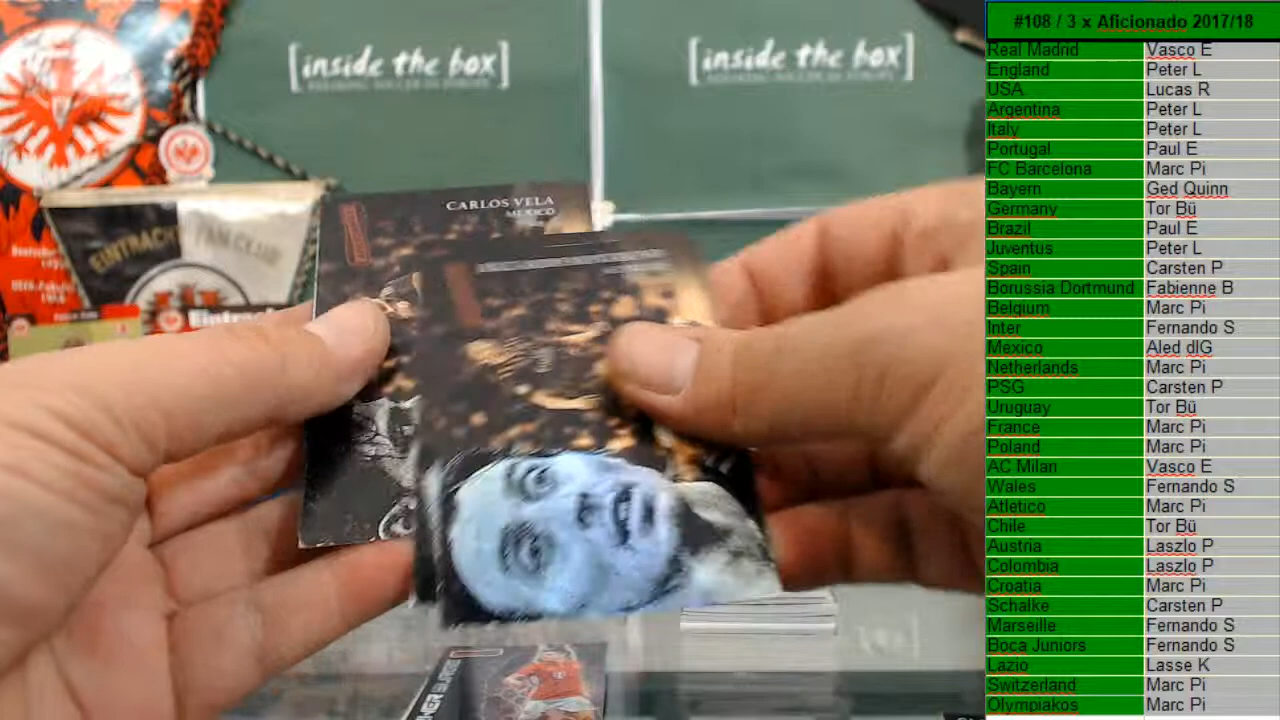 [inside the box]
[inside the box]
CARLOS VELA
MEXICO
EINTRACHT FAN CLUB
Eintrach
#108 / 3 x Aficionado 2017/18
Real Madrid Vasco E
England Peter L
USA Lucas R
Argentina Peter L
Italy Peter L
Portugal Paul E
FC Barcelona Marc Pi
Bayern Ged Quinn
Germany Tor Bü
Brazil Paul E
Juventus Peter L
Spain Carsten P
Borussia Dortmund Fabienne B
Belgium Marc Pi
Inter Fernando S
Mexico Aled dlG
Netherlands Marc Pi
PSG Carsten P
Uruguay Tor Bü
France Marc Pi
Poland Marc Pi
AC Milan Vasco E
Wales Fernando S
Atletico Marc Pi
Chile Tor Bü
Austria Laszlo P
Colombia Laszlo P
Croatia Marc Pi
Schalke Carsten P
Marseille Fernando S
Boca Juniors Fernando S
Lazio Lasse K
Switzerland Marc Pi
Olympiakos Marc Pi